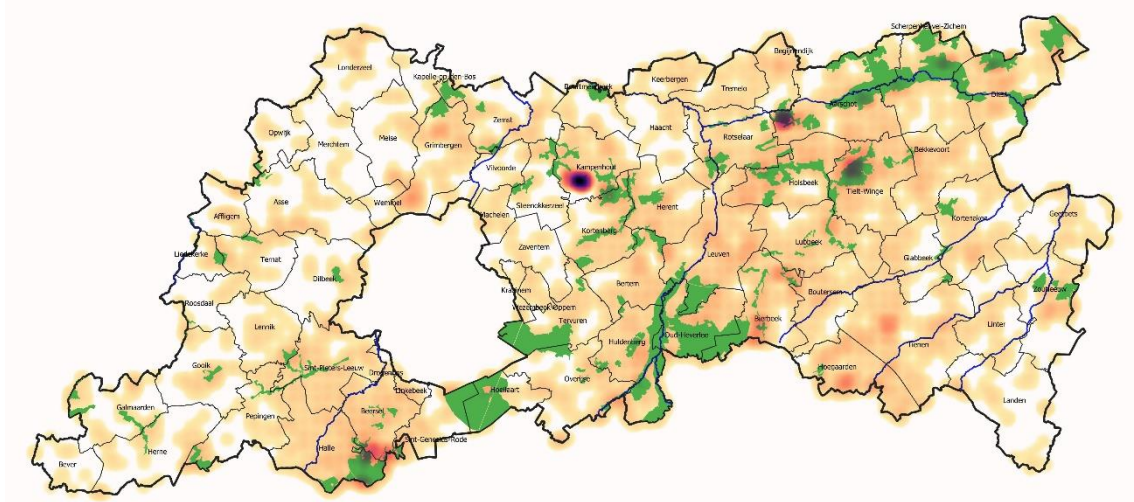 Scherpenheuvel-Zichem
Begijnendijk
Londerzeel
Kapelle-op-den-Bos
Keerbergen
Tremelo
Boortmeerbeek
Diest
Aarschot
Zemst
Opwijk
Haacht
Rotselaar
Meise
Merchtem
Grimbergen
Bekkevoort
Vilvoorde
Kampenhout
Holsbeek
Tielt-Winge
Asse
Wemmel
Steenokkerzeel
Herent
Kortenaken
Affligem
Machelen
Geetbets
Kortenberg
Lubbeek
Zaventem
Leuven
Liedekerke
Ternat
Glabbeek
Dilbeek
Bertem
Boutersem
Zoutleeuw
Kraainem
Roosdaal
Wezembeek-Oppem
Tervuren
Bierbeek
Linter
Lennik
Oud-Heverlee
Huldenberg
Tienen
Gooik
Sint-Pieters-Leeuw
Drogenbos
Hoegaarden
Overijse
Linkebeek
Hoeilaart
Landen
Galmaarden
Pepingen
Beersel
Sint-Genesius-Rode
Halle
Herne
Bever